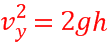 v_y^2 = 2gh